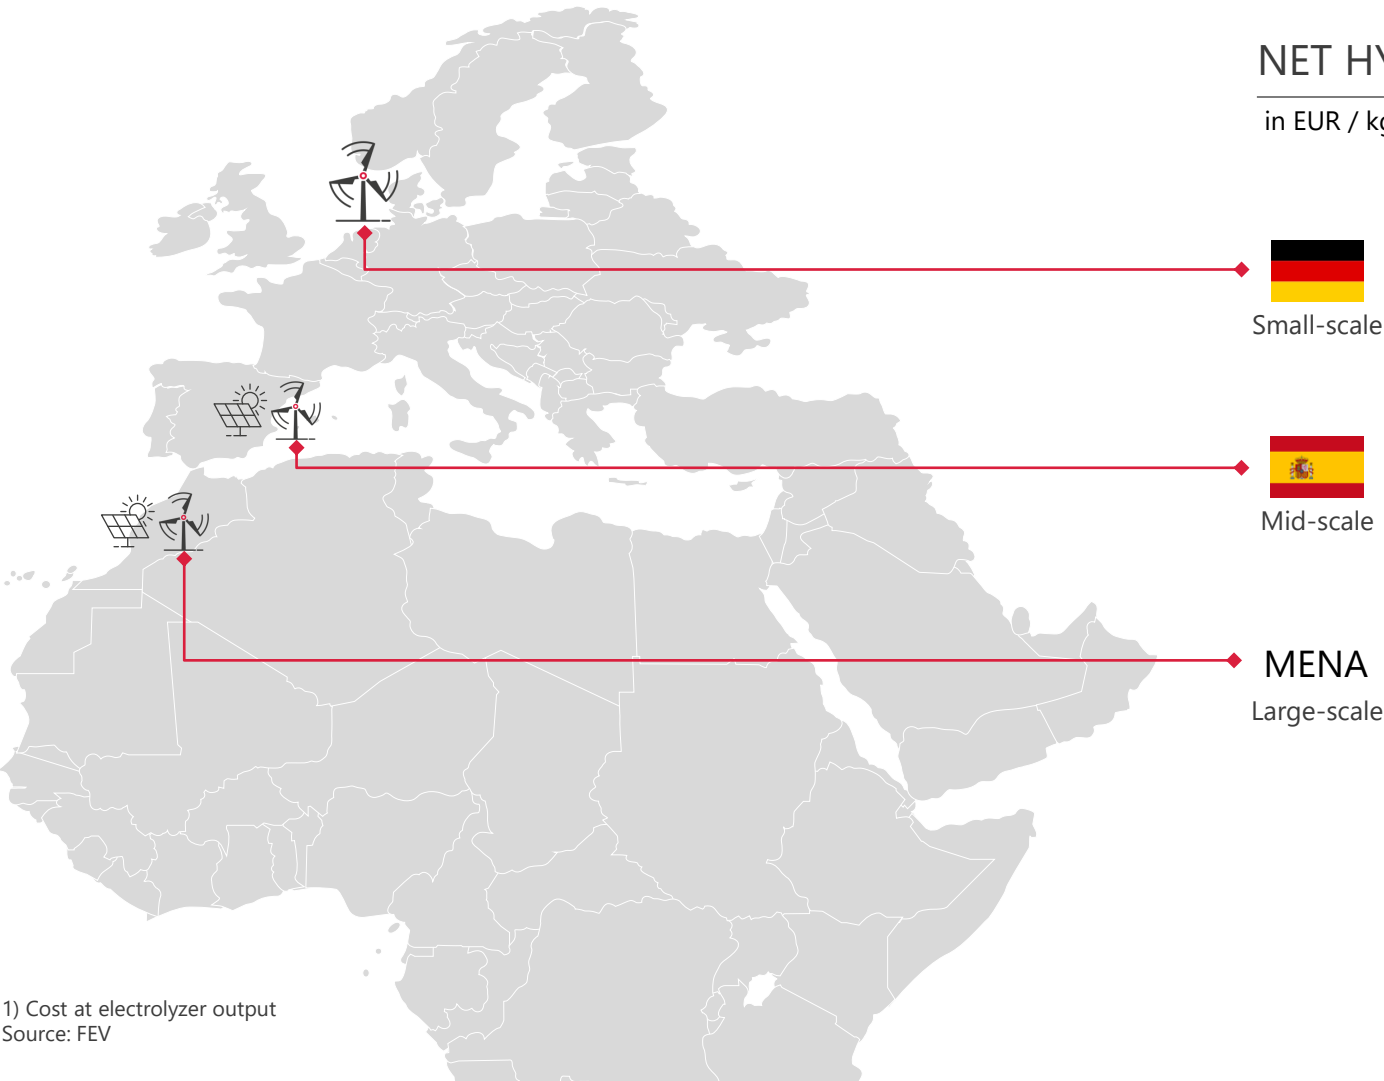 NET HY
in EUR / kg
Small-scale
Mid-scale
MENA
Large-scale
1) Cost at electrolyzer output
Source: FEV